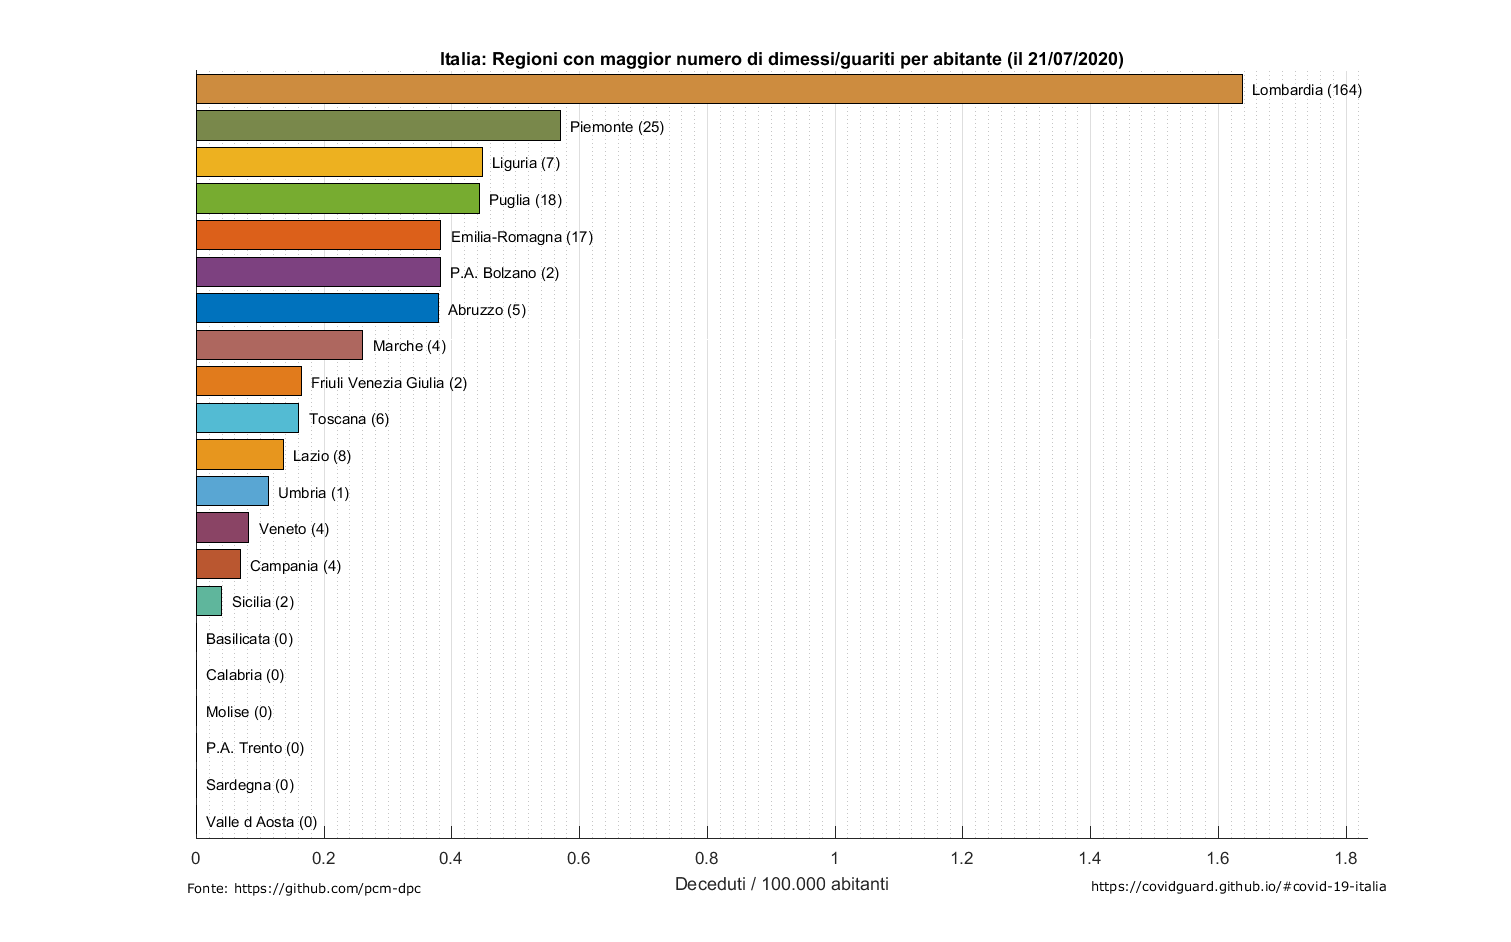 Italia: Regioni con maggior numero di dimessi/guariti per abitante (il 21/07/2020)
Lombardia (164)
Piemonte (25)
Liguria (7)
Puglia (18)
Emilia-Romagna (17)
P.A. Bolzano (2)
Abruzzo (5)
Marche (4)
Friuli Venezia Giulia (2)
Toscana (6)
Lazio (8)
Umbria (1)
Veneto (4)
Campania (4)
Sicilia (2)
Basilicata (0)
Calabria (0)
Molise (0)
P.A. Trento (0)
Sardegna (0)
Valle d Aosta (0)
0 0.2 0.4 0.6 0.8 1 1.2 1.4 1.6 1.8
Deceduti / 100.000 abitanti
Fonte: https://github.com/pcm-dpc
https://covidguard.github.io/#covid-19-italia